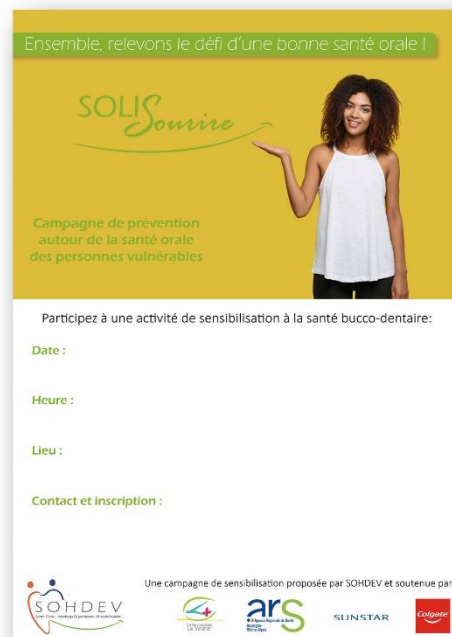 Ensemble, relevons le défi d'une bonne santé orale !
SOLISourire
Campagne de prévention
autour de la santé orale
des personnes vulnérables
Participez à une activité de sensibilisation à la santé bucco-dentaire:
Date :
Heure :
Lieu :
Contact et inscription :
Une campagne de sensibilisation proposée par SOHDEV et soutenue par
SOHDEV
ars
SUNSTAR
Colgate